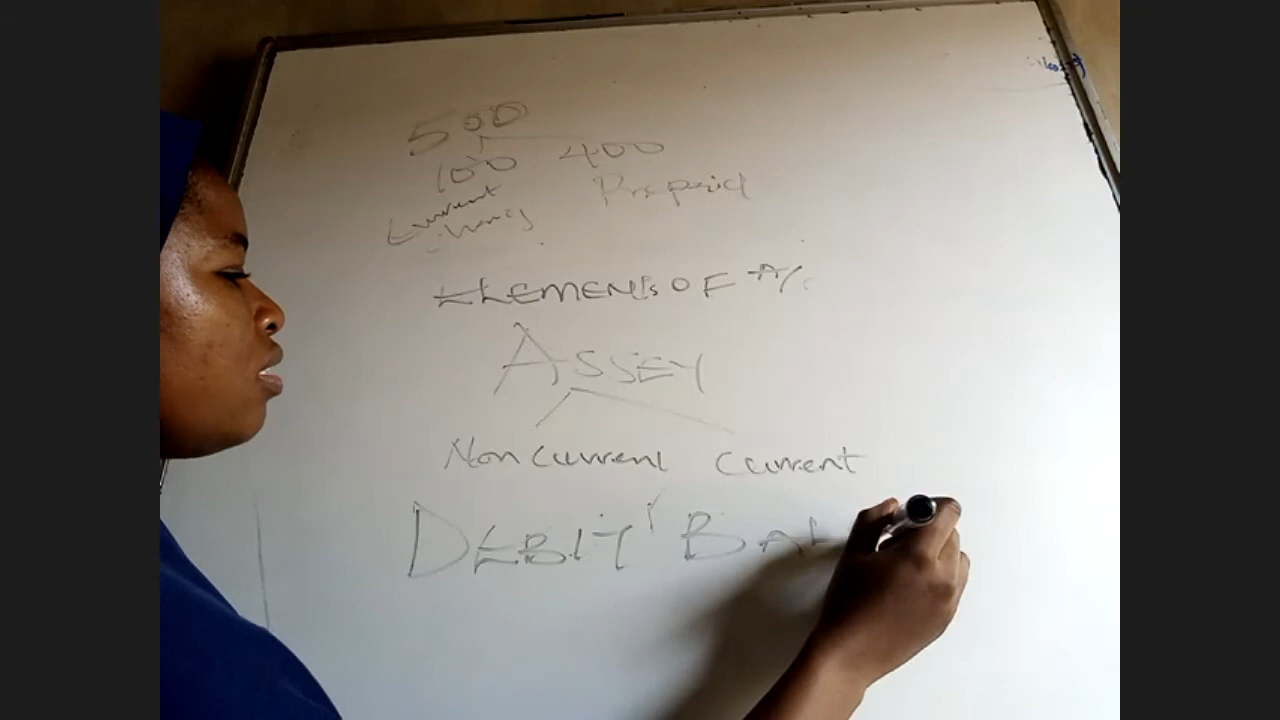 500
100 400
Current Prepaid
ELEMENTS OF A/c
ASSET
Non current current
DEBIT BAL